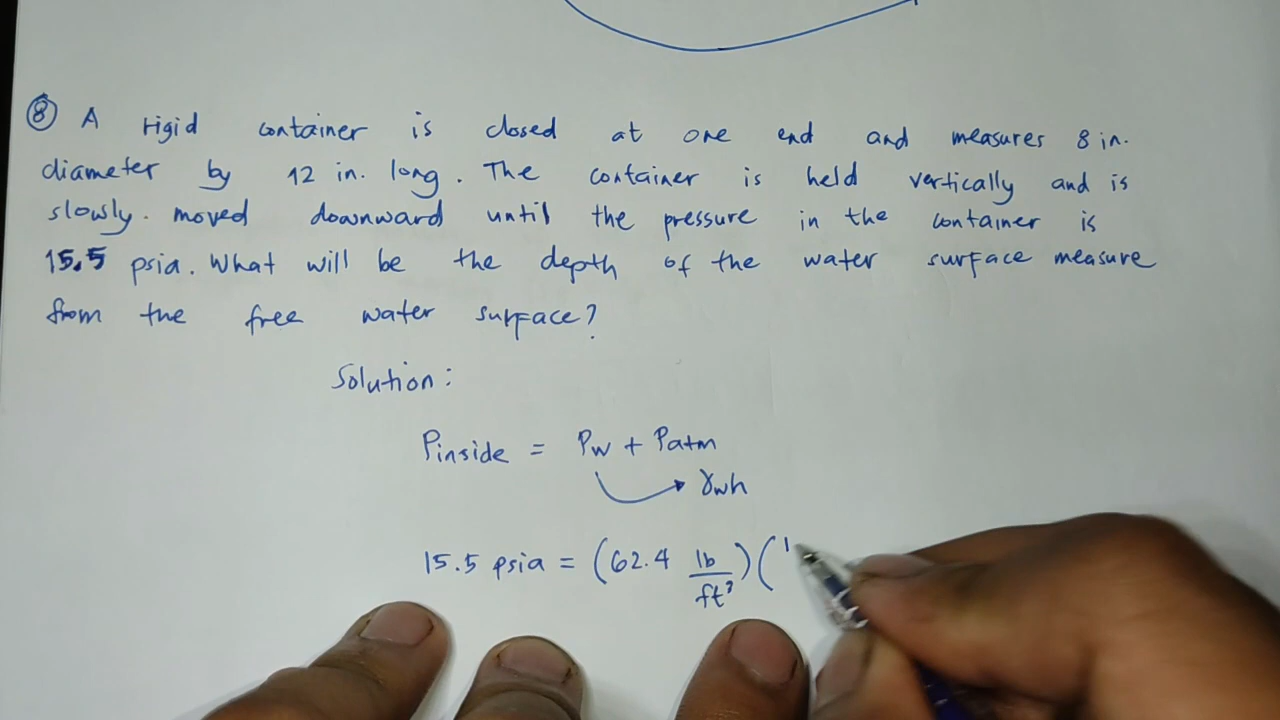 ⑧ A rigid container is closed at one end and measures 8 in.
diameter by 12 in. long. The container is held vertically and is
slowly. moved downward until the pressure in the container is
15.5 psia. What will be the depth of the water surface measure
from the free water surface?
Solution:
Pinside = Pw + Patm
γwh
15.5 psia = (62.4 lb/ft³)(1